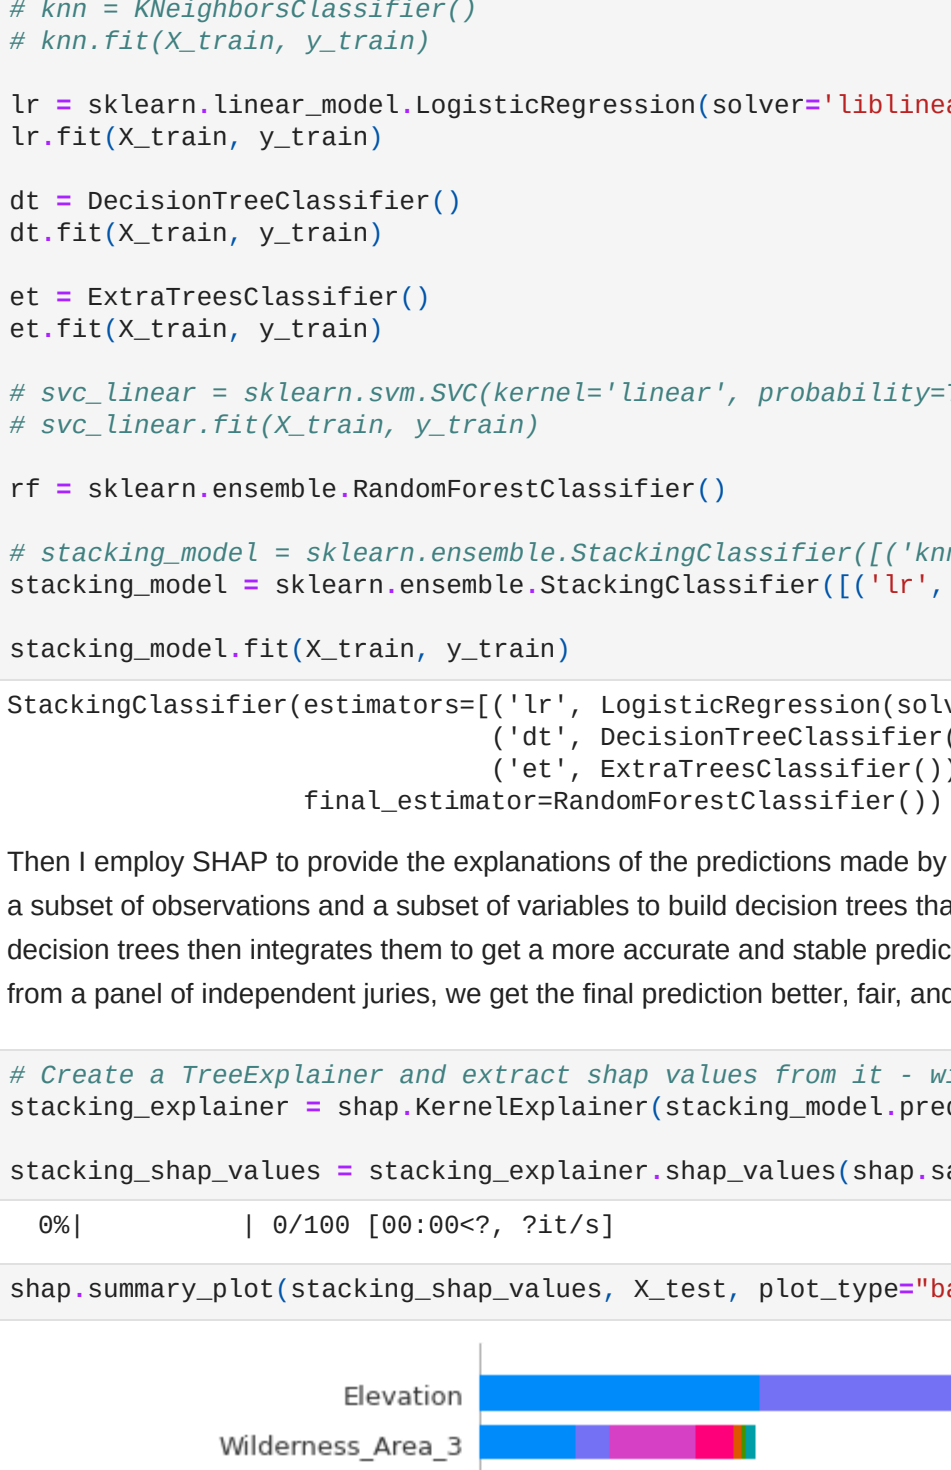 # knn = KNeighborsClassifier()
# knn.fit(X_train, y_train)
lr = sklearn.linear_model.LogisticRegression(solver='libline
lr.fit(X_train, y_train)
dt = DecisionTreeClassifier()
dt.fit(X_train, y_train)
et = ExtraTreesClassifier()
et.fit(X_train, y_train)
# svc_linear = sklearn.svm.SVC(kernel='linear', probability=
# svc_linear.fit(X_train, y_train)
rf = sklearn.ensemble.RandomForestClassifier()
# stacking_model = sklearn.ensemble.StackingClassifier([('kn
stacking_model = sklearn.ensemble.StackingClassifier([('lr',
stacking_model.fit(X_train, y_train)
StackingClassifier(estimators=[('lr', LogisticRegression(solv
('dt', DecisionTreeClassifier(
('et', ExtraTreesClassifier())
final_estimator=RandomForestClassifier())
Then I employ SHAP to provide the explanations of the predictions made by
a subset of observations and a subset of variables to build decision trees tha
decision trees then integrates them to get a more accurate and stable predic
from a panel of independent juries, we get the final prediction better, fair, and
# Create a TreeExplainer and extract shap values from it - wi
stacking_explainer = shap.KernelExplainer(stacking_model.pred
stacking_shap_values = stacking_explainer.shap_values(shap.sa
0%| | 0/100 [00:00<?, ?it/s]
shap.summary_plot(stacking_shap_values, X_test, plot_type="ba
Elevation
Wilderness_Area_3